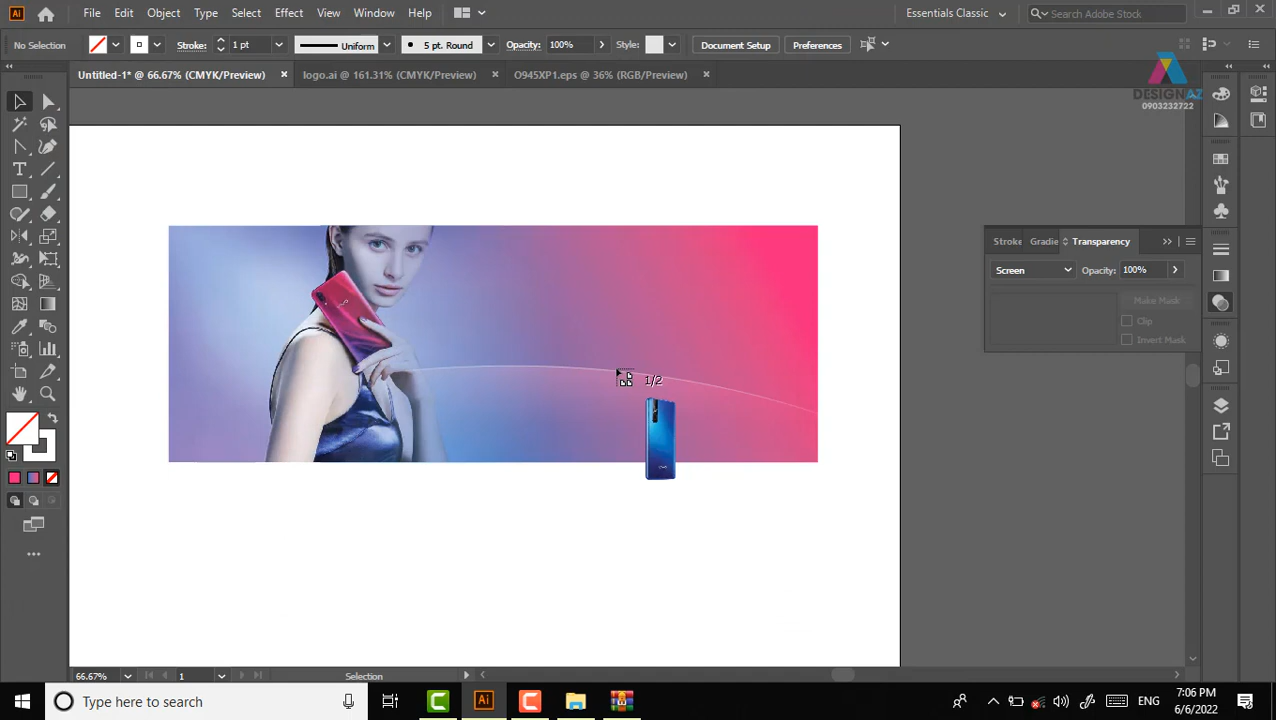 Ai File Edit Object Type Select Effect View Window Help Essentials Classic Search Adobe Stock
No Selection Stroke: 1 pt Uniform 5 pt. Round Opacity: 100% Style: Document Setup Preferences
Untitled-1* @ 66.67% (CMYK/Preview) × logo.ai @ 161.31% (CMYK/Preview) × O945XP1.eps @ 36% (RGB/Preview) ×
DESIGNAZ
0903232722
Stroke Gradie Transparency
Screen Opacity: 100%
Make Mask
Clip
Invert Mask
1/2
66.67% 1 Selection
Type here to search Ai ENG 7:06 PM
6/6/2022